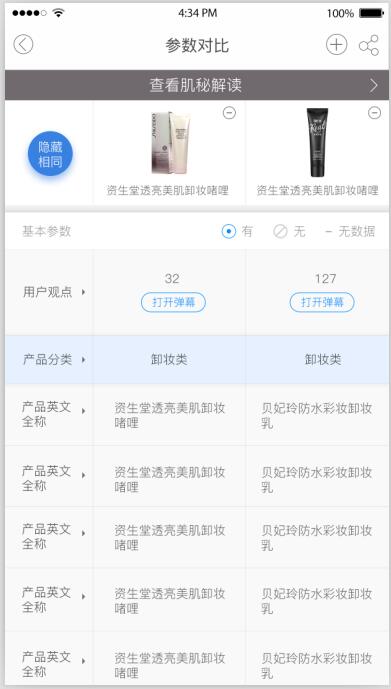 4:34 PM 100%
参数对比
查看肌秘解读
隐藏
相同
资生堂透亮美肌卸妆啫哩 资生堂透亮美肌卸妆啫哩
基本参数 有 无 - 无数据
用户观点 32 127
打开弹幕 打开弹幕
产品分类 卸妆类 卸妆类
产品英文
全称
资生堂透亮美肌卸妆
啫哩
贝妃玲防水彩妆卸妆
乳
产品英文
全称
资生堂透亮美肌卸妆
啫哩
贝妃玲防水彩妆卸妆
乳
产品英文
全称
资生堂透亮美肌卸妆
啫哩
贝妃玲防水彩妆卸妆
乳
产品英文
全称
资生堂透亮美肌卸妆
啫哩
贝妃玲防水彩妆卸妆
乳
产品英文
全称
资生堂透亮美肌卸妆
啫哩
贝妃玲防水彩妆卸妆
乳